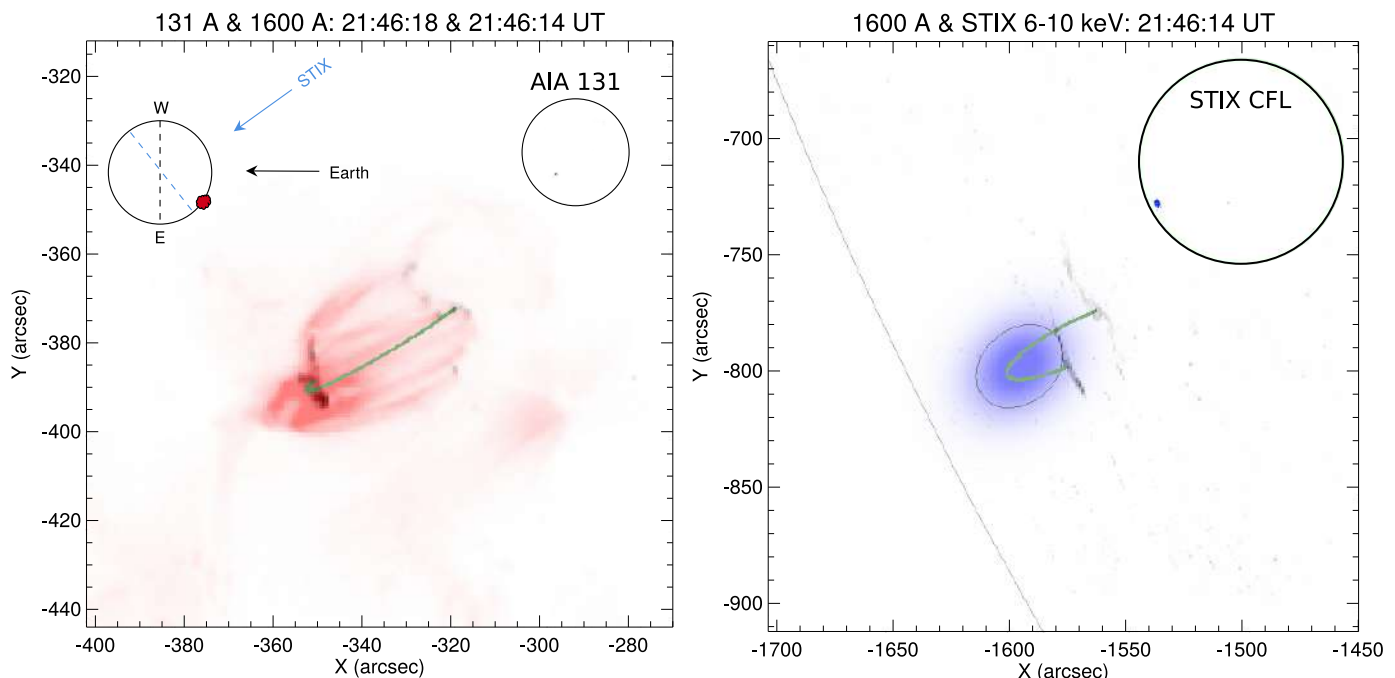 131 A & 1600 A: 21:46:18 & 21:46:14 UT
-320
-340
-360
-380
-400
-420
-440
Y (arcsec)
STIX
W
Earth
E
AIA 131
-400
-380
-360
-340
-320
-300
-280
X (arcsec)
1600 A & STIX 6-10 keV: 21:46:14 UT
-700
-750
-800
-850
-900
Y (arcsec)
STIX CFL
-1700
-1650
-1600
-1550
-1500
-1450
X (arcsec)